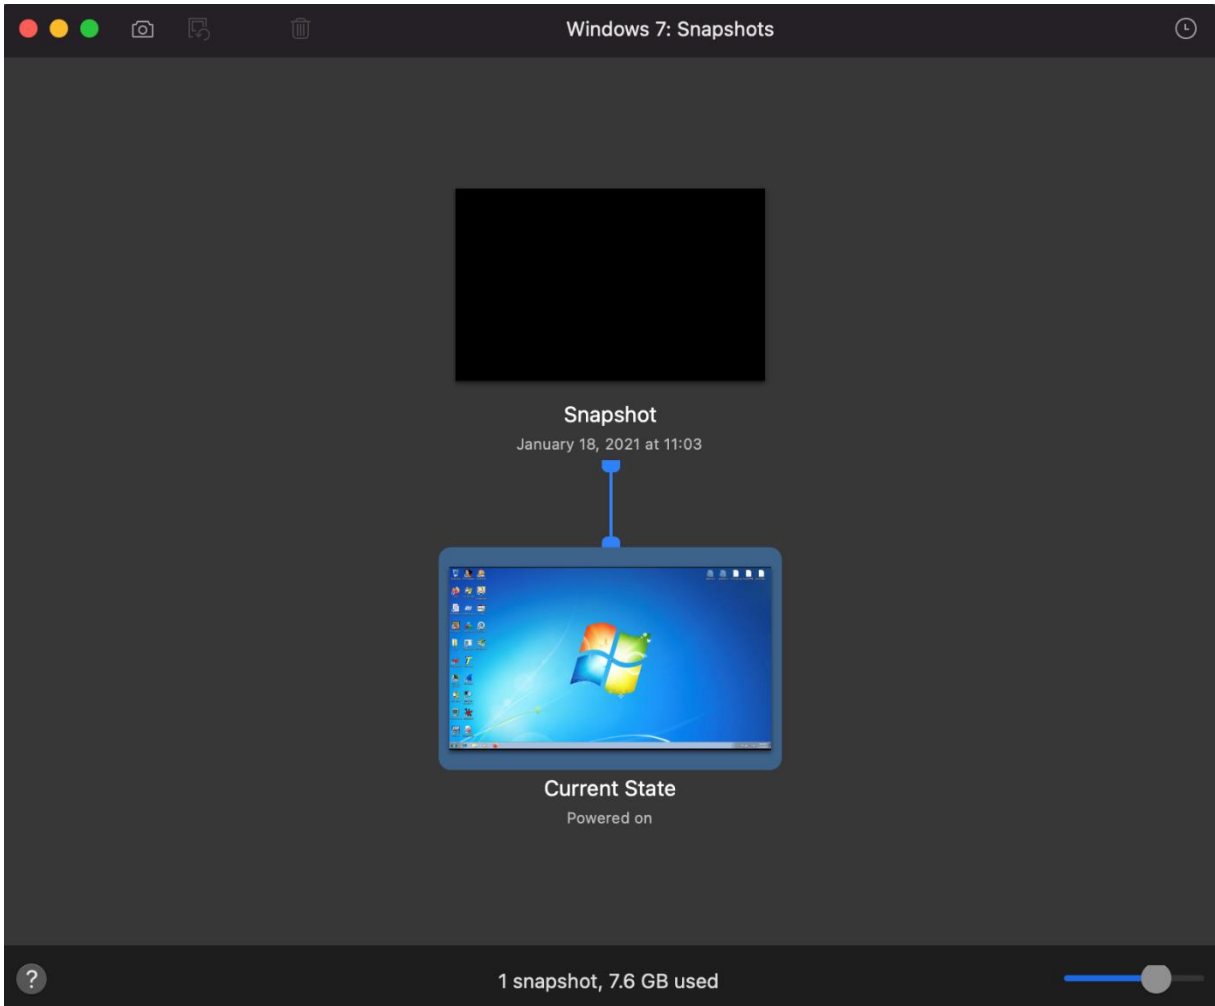 Windows 7: Snapshots
Snapshot
January 18, 2021 at 11:03
Current State
Powered on
?
1 snapshot, 7.6 GB used